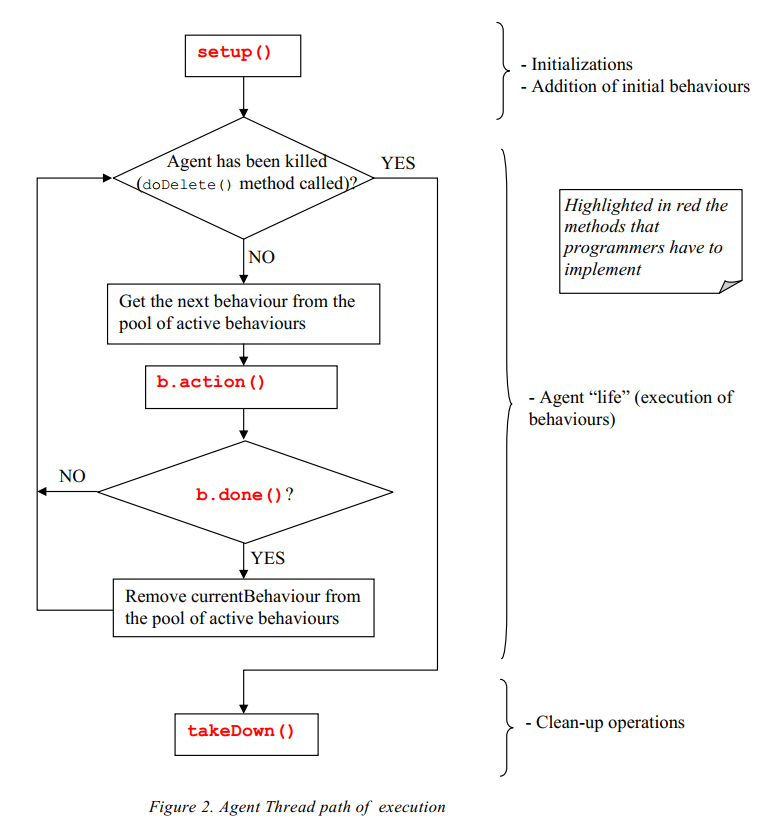 setup()
- Initializations
- Addition of initial behaviours
Agent has been killed
(doDelete() method called)?
YES
Highlighted in red the
methods that
programmers have to
implement
NO
Get the next behaviour from the
pool of active behaviours
b.action()
- Agent “life” (execution of
behaviours)
NO
b.done()?
YES
Remove currentBehaviour from
the pool of active behaviours
takeDown()
- Clean-up operations
Figure 2. Agent Thread path of execution